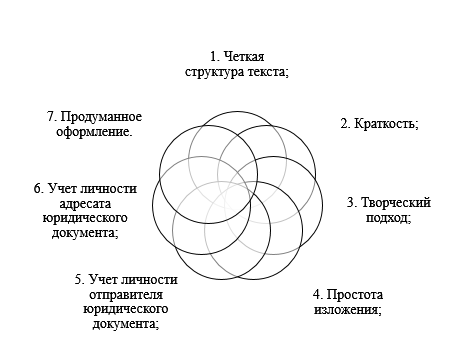 1. Четкая
структура текста;
2. Краткость;
3. Творческий
подход;
4. Простота
изложения;
5. Учет личности
отправителя
юридического
документа;
6. Учет личности
адресата
юридического
документа;
7. Продуманное
оформление.